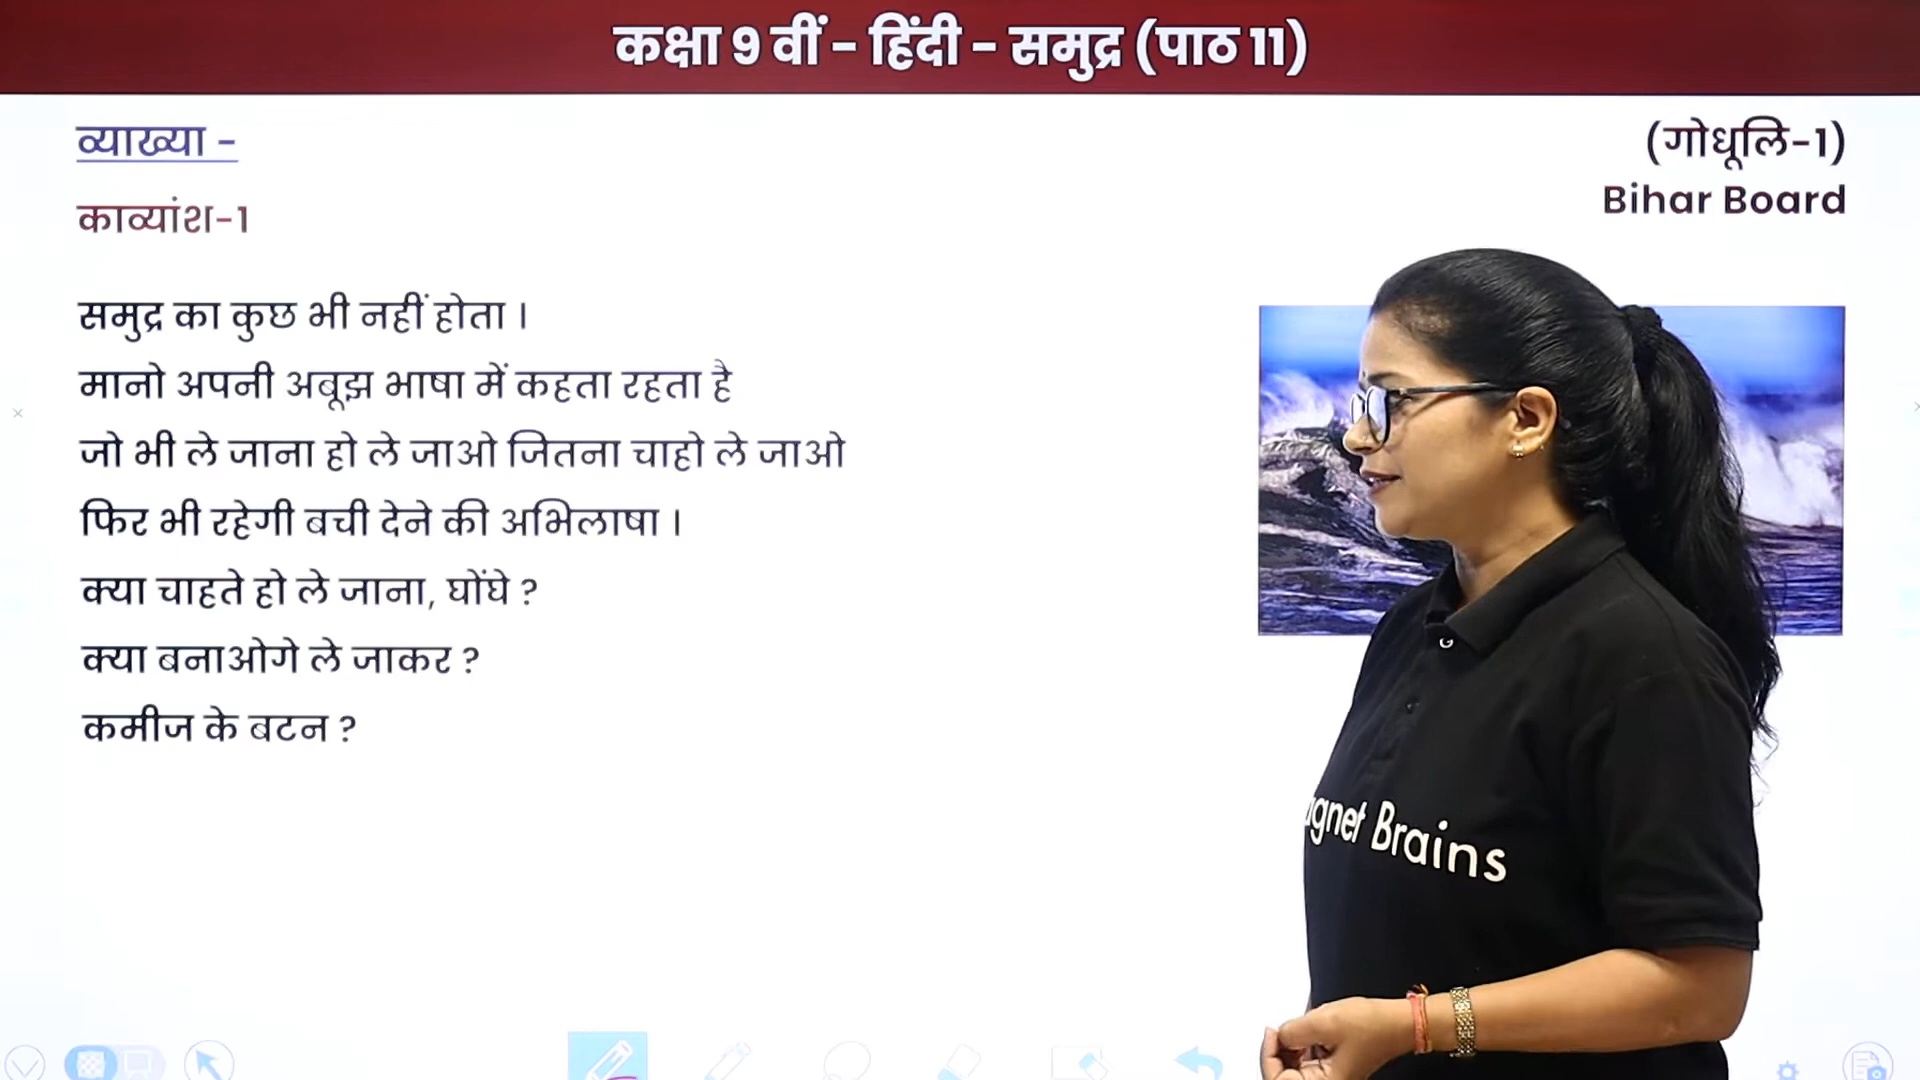 कक्षा 9 वीं - हिंदी - समुद्र (पाठ 11)
व्याख्या -
(गोधूलि-1)
Bihar Board
काव्यांश-1
समुद्र का कुछ भी नहीं होता ।
मानो अपनी अबूझ भाषा में कहता रहता है
जो भी ले जाना हो ले जाओ जितना चाहो ले जाओ
फिर भी रहेगी बची देने की अभिलाषा ।
क्या चाहते हो ले जाना, घोंघे ?
क्या बनाओगे ले जाकर ?
कमीज के बटन ?
agnet Brains